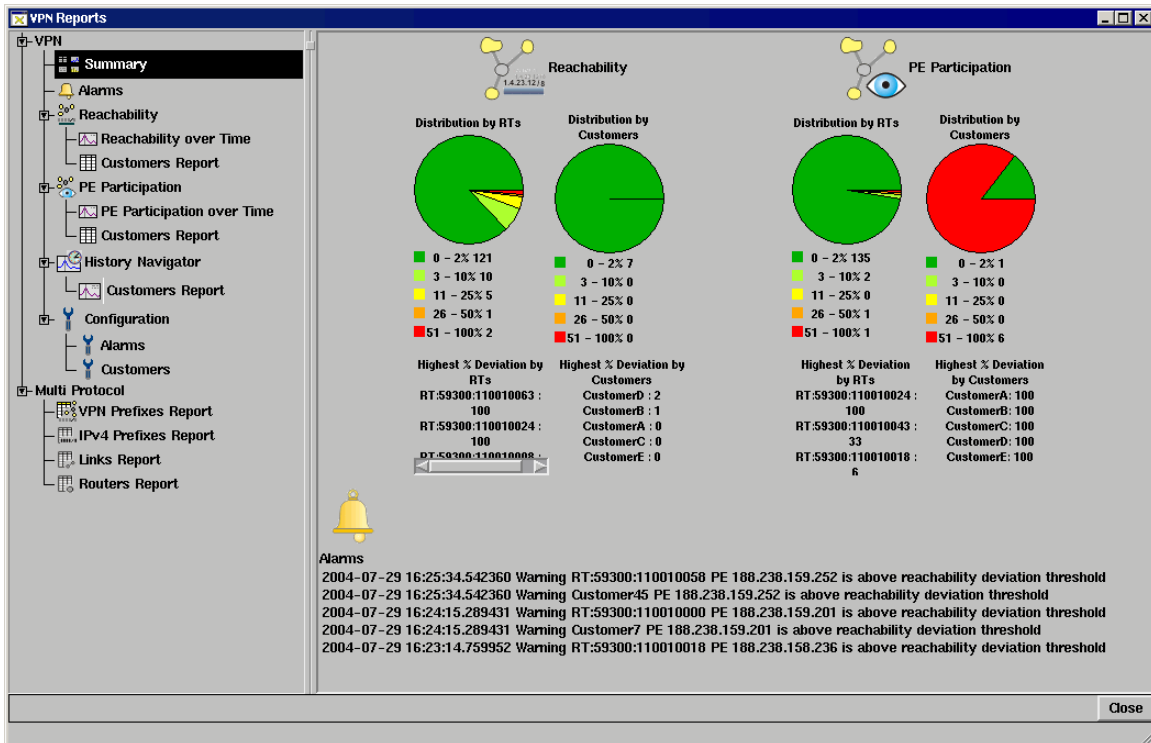 VPN Reports
VPN
Summary
Alarms
Reachability
Reachability over Time
Customers Report
PE Participation
PE Participation over Time
Customers Report
History Navigator
Customers Report
Configuration
Alarms
Customers
Multi Protocol
VPN Prefixes Report
IPv4 Prefixes Report
Links Report
Routers Report
1.4.23.12/8
Reachability
Distribution by RTs
0 - 2% 121
3 - 10% 10
11 - 25% 5
26 - 50% 1
51 - 100% 2
Highest % Deviation by
RTs
RT:59300:110010063 :
100
RT:59300:110010024 :
100
RT:59300:110010008 :
Distribution by
Customers
0 - 2% 7
3 - 10% 0
11 - 25% 0
26 - 50% 0
51 - 100% 0
Highest % Deviation by
Customers
CustomerD : 2
CustomerB : 1
CustomerA : 0
CustomerC : 0
CustomerE : 0
PE Participation
Distribution by RTs
0 - 2% 135
3 - 10% 2
11 - 25% 0
26 - 50% 1
51 - 100% 1
Highest % Deviation
by RTs
RT:59300:110010024 :
100
RT:59300:110010043 :
33
RT:59300:110010018 :
6
Distribution by
Customers
0 - 2% 1
3 - 10% 0
11 - 25% 0
26 - 50% 0
51 - 100% 6
Highest % Deviation
by Customers
CustomerA: 100
CustomerB: 100
CustomerC: 100
CustomerD: 100
CustomerE: 100
Alarms
2004-07-29 16:25:34.542360 Warning RT:59300:110010058 PE 188.238.159.252 is above reachability deviation threshold
2004-07-29 16:25:34.542360 Warning Customer45 PE 188.238.159.252 is above reachability deviation threshold
2004-07-29 16:24:15.289431 Warning RT:59300:110010000 PE 188.238.159.201 is above reachability deviation threshold
2004-07-29 16:24:15.289431 Warning Customer7 PE 188.238.159.201 is above reachability deviation threshold
2004-07-29 16:23:14.759952 Warning RT:59300:110010018 PE 188.238.158.236 is above reachability deviation threshold
Close